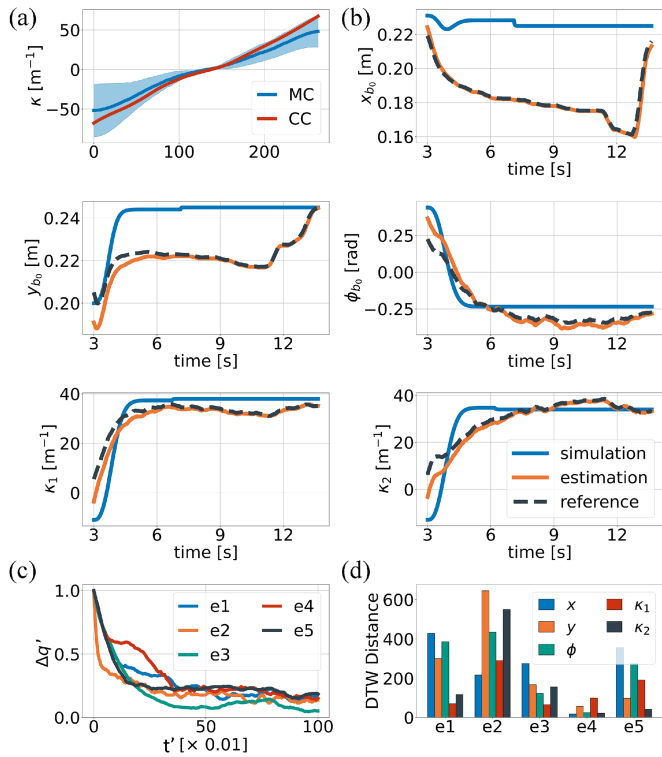 (a)
κ [m⁻¹]
50
0
−50
0
100
200
MC
CC
(b)
x_b₀ [m]
0.22
0.20
0.18
0.16
3
6
9
12
time [s]
y_b₀ [m]
0.24
0.22
0.20
3
6
9
12
time [s]
ϕ_b₀ [rad]
0.25
0.00
−0.25
3
6
9
12
time [s]
κ₁ [m⁻¹]
40
20
0
3
6
9
12
time [s]
κ₂ [m⁻¹]
40
20
0
3
6
9
12
time [s]
simulation
estimation
reference
(c)
Δq'
1.0
0.5
0.0
0
50
100
t' [× 0.01]
e1
e2
e3
e4
e5
(d)
DTW Distance
600
400
200
0
e1
e2
e3
e4
e5
x
y
ϕ
κ₁
κ₂